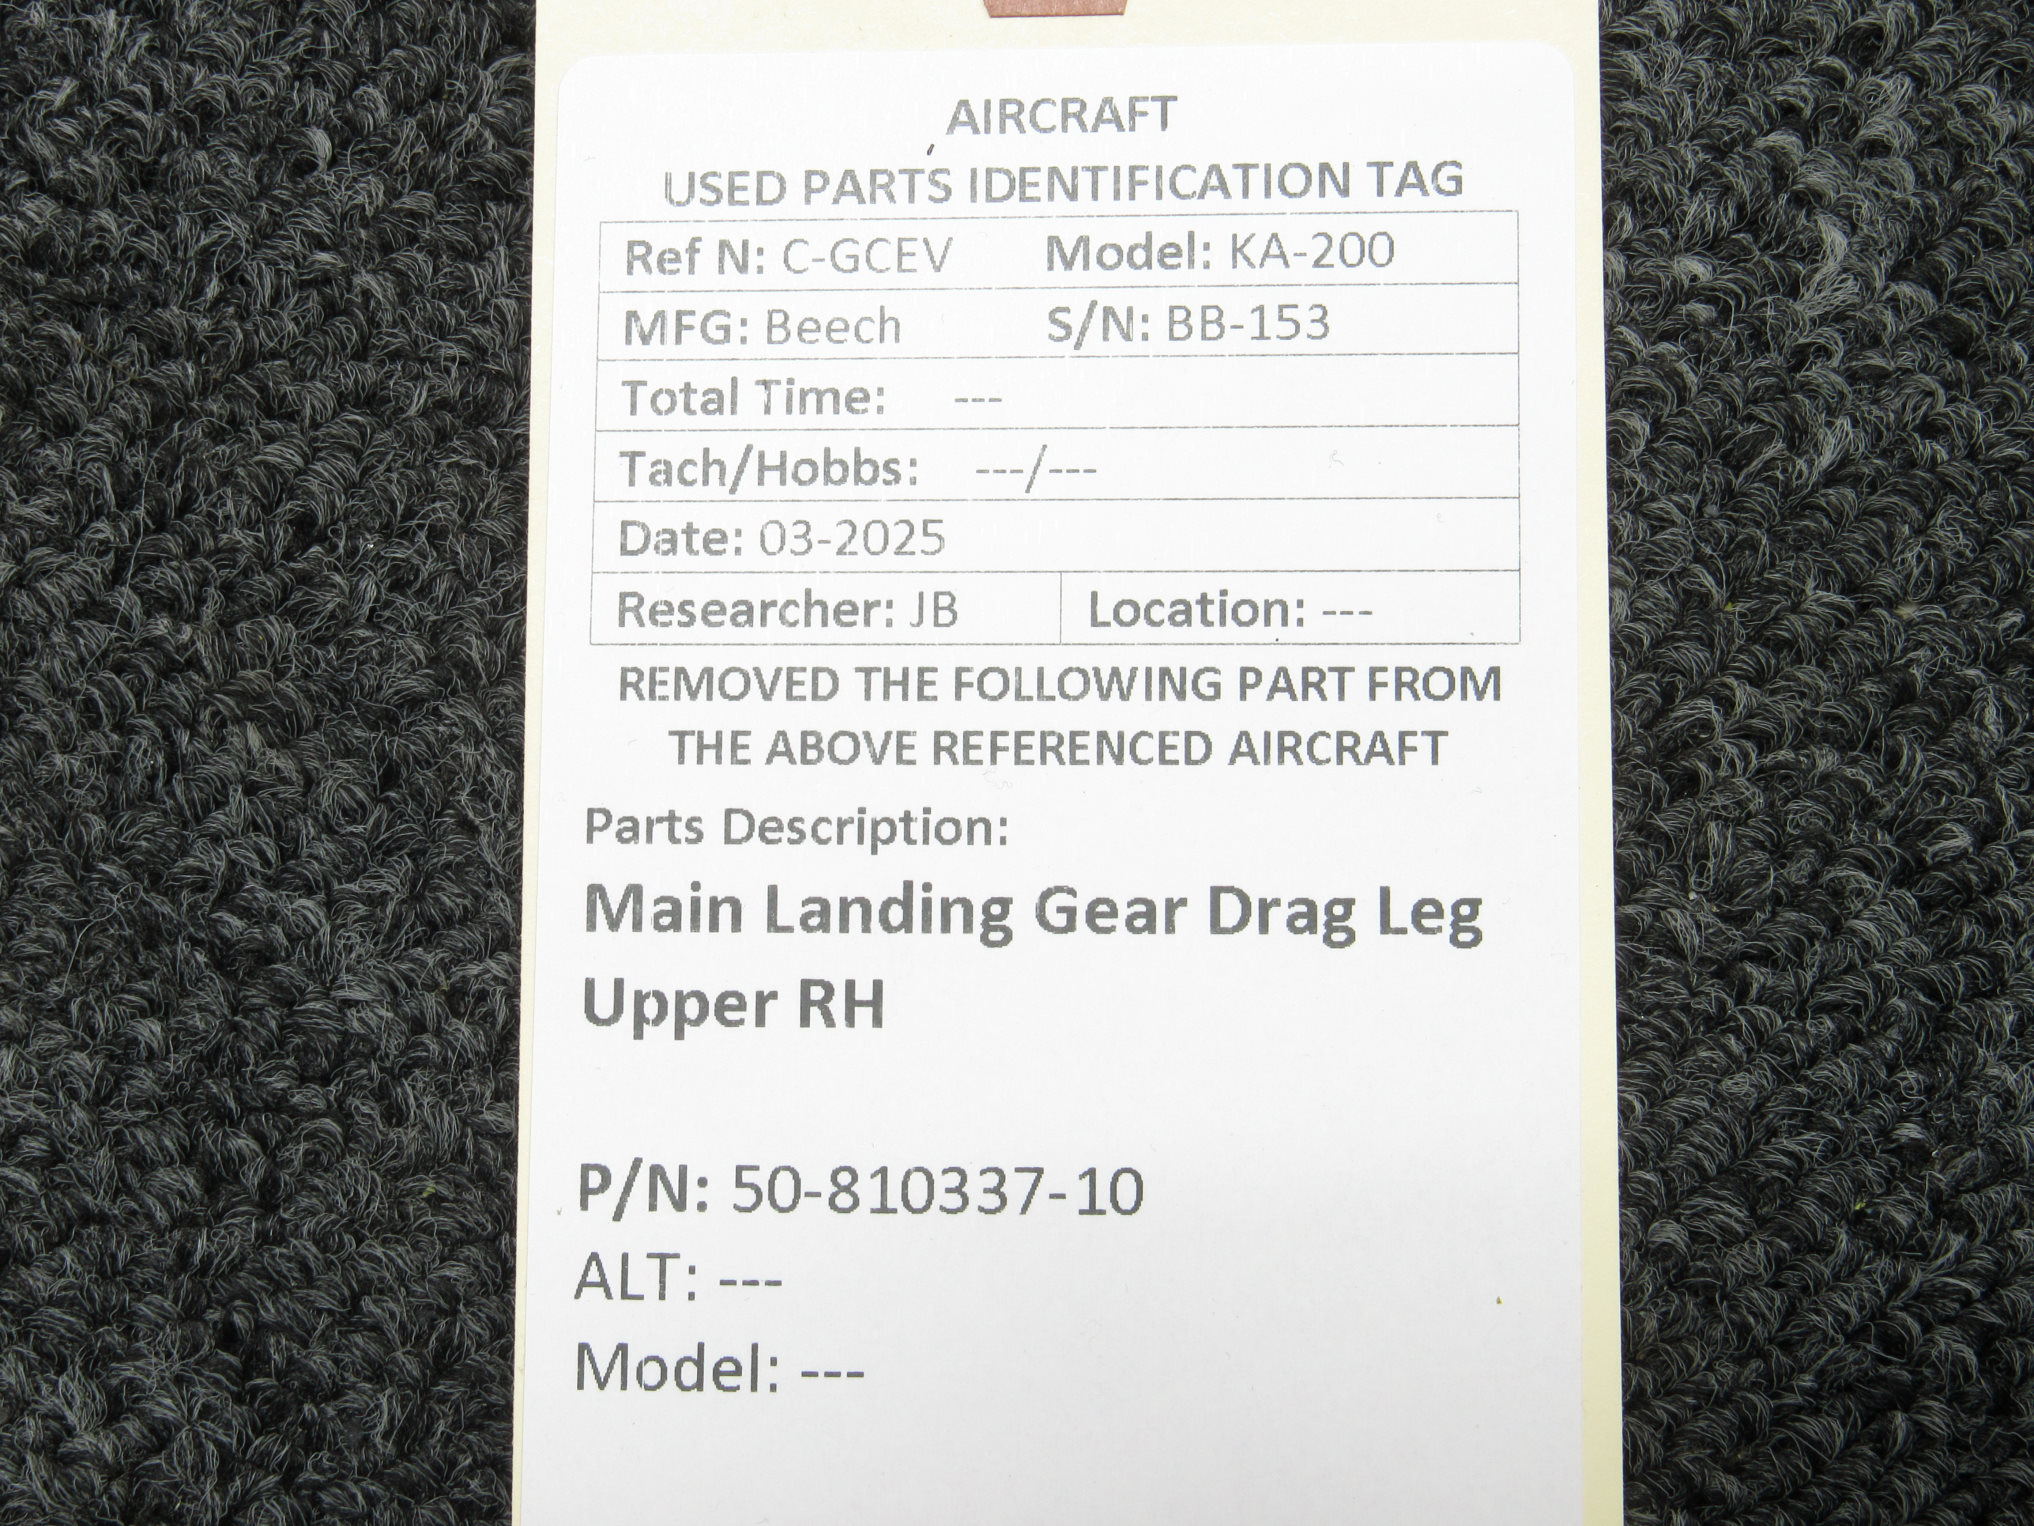 AIRCRAFT
USED PARTS IDENTIFICATION TAG
Ref N: C-GCEV Model: KA-200
MFG: Beech S/N: BB-153
Total Time: ---
Tach/Hobbs: ---/---
Date: 03-2025
Researcher: JB Location: ---
REMOVED THE FOLLOWING PART FROM
THE ABOVE REFERENCED AIRCRAFT
Parts Description:
Main Landing Gear Drag Leg
Upper RH
P/N: 50-810337-10
ALT: ---
Model: ---